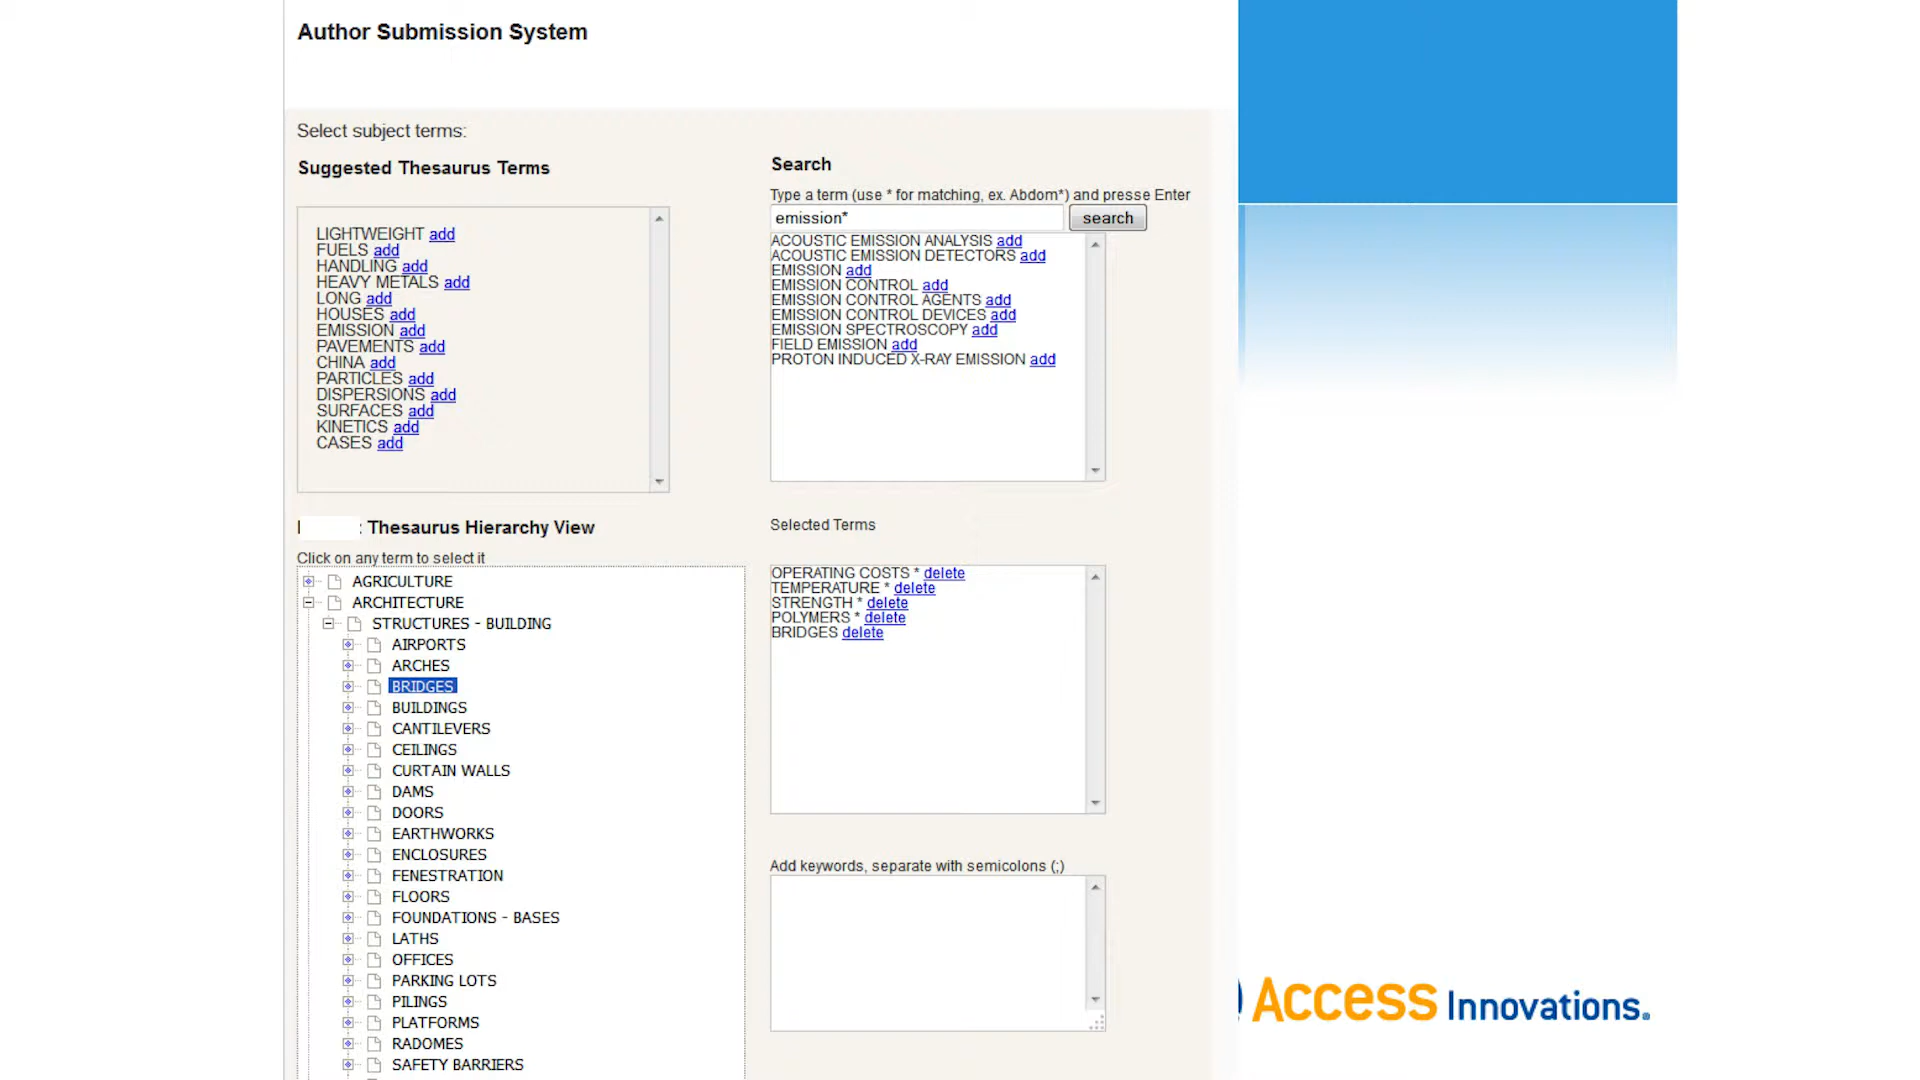 Author Submission System
Select subject terms:
Suggested Thesaurus Terms
LIGHTWEIGHT add
FUELS add
HANDLING add
HEAVY METALS add
LONG add
HOUSES add
EMISSION add
PAVEMENTS add
CHINA add
PARTICLES add
DISPERSIONS add
SURFACES add
KINETICS add
CASES add
Search
Type a term (use * for matching, ex. Abdom*) and presse Enter
emission*
search
ACOUSTIC EMISSION ANALYSIS add
ACOUSTIC EMISSION DETECTORS add
EMISSION add
EMISSION CONTROL add
EMISSION CONTROL AGENTS add
EMISSION CONTROL DEVICES add
EMISSION SPECTROSCOPY add
FIELD EMISSION add
PROTON INDUCED X-RAY EMISSION add
Thesaurus Hierarchy View
Click on any term to select it
AGRICULTURE
ARCHITECTURE
STRUCTURES - BUILDING
AIRPORTS
ARCHES
BRIDGES
BUILDINGS
CANTILEVERS
CEILINGS
CURTAIN WALLS
DAMS
DOORS
EARTHWORKS
ENCLOSURES
FENESTRATION
FLOORS
FOUNDATIONS - BASES
LATHS
OFFICES
PARKING LOTS
PILINGS
PLATFORMS
RADOMES
SAFETY BARRIERS
Selected Terms
OPERATING COSTS * delete
TEMPERATURE * delete
STRENGTH * delete
POLYMERS * delete
BRIDGES delete
Add keywords, separate with semicolons (;)
Access Innovations.